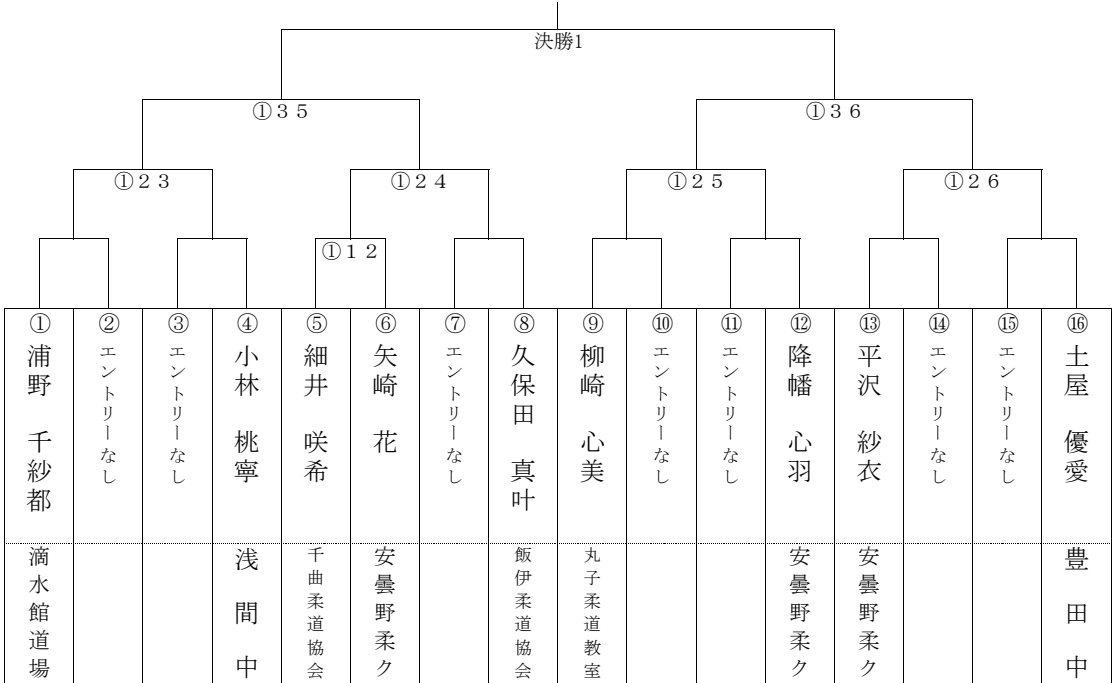 決勝1
①３５
①３６
①２３
①２４
①２５
①２６
①１２
①
②
③
④
⑤
⑥
⑦
⑧
⑨
⑩
⑪
⑫
⑬
⑭
⑮
⑯
浦野　千紗都
エントリーなし
エントリーなし
小林　桃寧
細井　咲希
矢崎　花
エントリーなし
久保田　真叶
柳崎　心美
エントリーなし
エントリーなし
降幡　心羽
平沢　紗衣
エントリーなし
エントリーなし
土屋　優愛
滴水館道場
浅間中
千曲柔道協会
安曇野柔ク
飯伊柔道協会
丸子柔道教室
安曇野柔ク
安曇野柔ク
豊田中